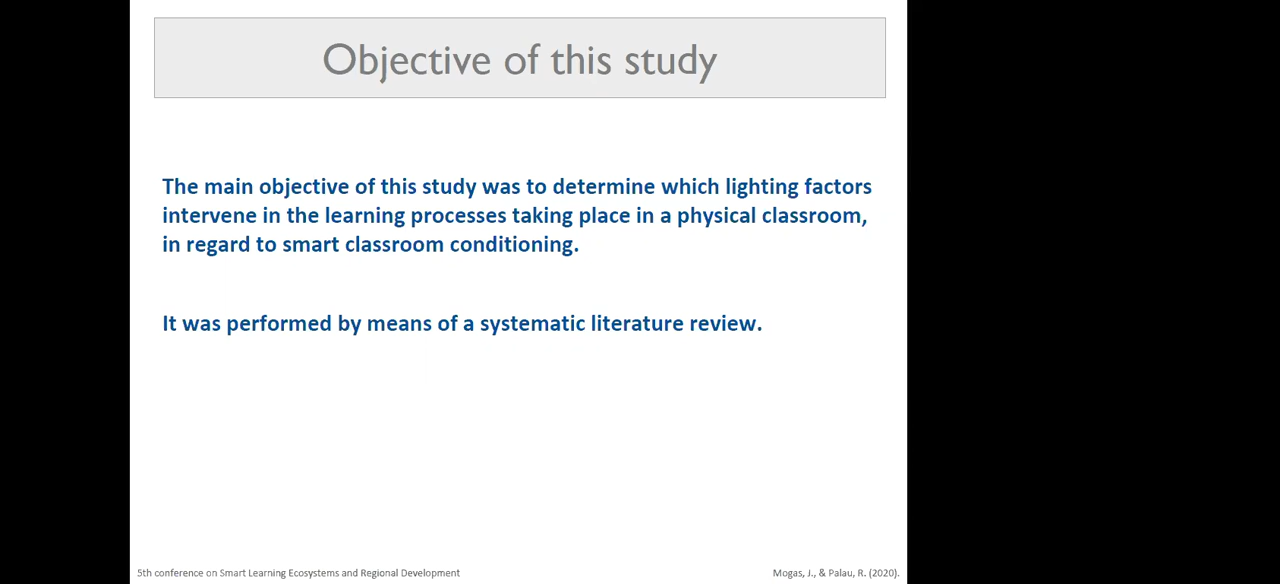 Objective of this study
The main objective of this study was to determine which lighting factors
intervene in the learning processes taking place in a physical classroom,
in regard to smart classroom conditioning.
It was performed by means of a systematic literature review.
5th conference on Smart Learning Ecosystems and Regional Development
Mogas, J., & Palau, R. (2020).